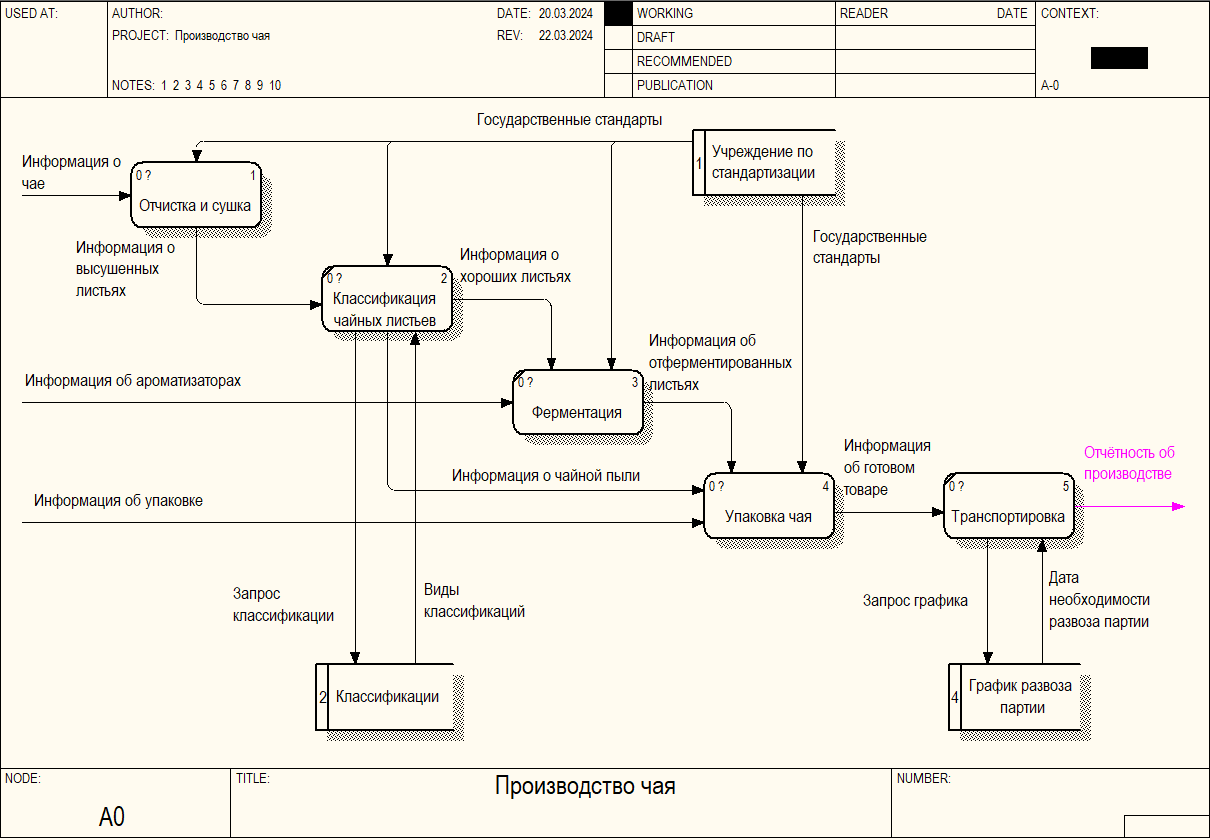 USED AT:
AUTHOR:
DATE: 20.03.2024
PROJECT: Производство чая
REV: 22.03.2024
NOTES: 1 2 3 4 5 6 7 8 9 10
WORKING
DRAFT
RECOMMENDED
PUBLICATION
READER
DATE
CONTEXT:
A-0
Государственные стандарты
Информация о
чае
0 ?
1
Отчистка и сушка
1
Учреждение по
стандартизации
Информация о
высушенных
листьях
Государственные
стандарты
Информация о
хороших листьях
0 ?
2
Классификация
чайных листьев
Информация об
отферментированных
листьях
Информация об ароматизаторах
0 ?
3
Ферментация
Информация
об готовом
товаре
Отчётность об
производстве
Информация о чайной пыли
Информация об упаковке
0 ?
4
Упаковка чая
0 ?
5
Транспортировка
Запрос
классификации
Виды
классификаций
Запрос графика
Дата
необходимости
развоза партии
2
Классификации
4
График развоза
партии
NODE:
A0
TITLE:
Производство чая
NUMBER: